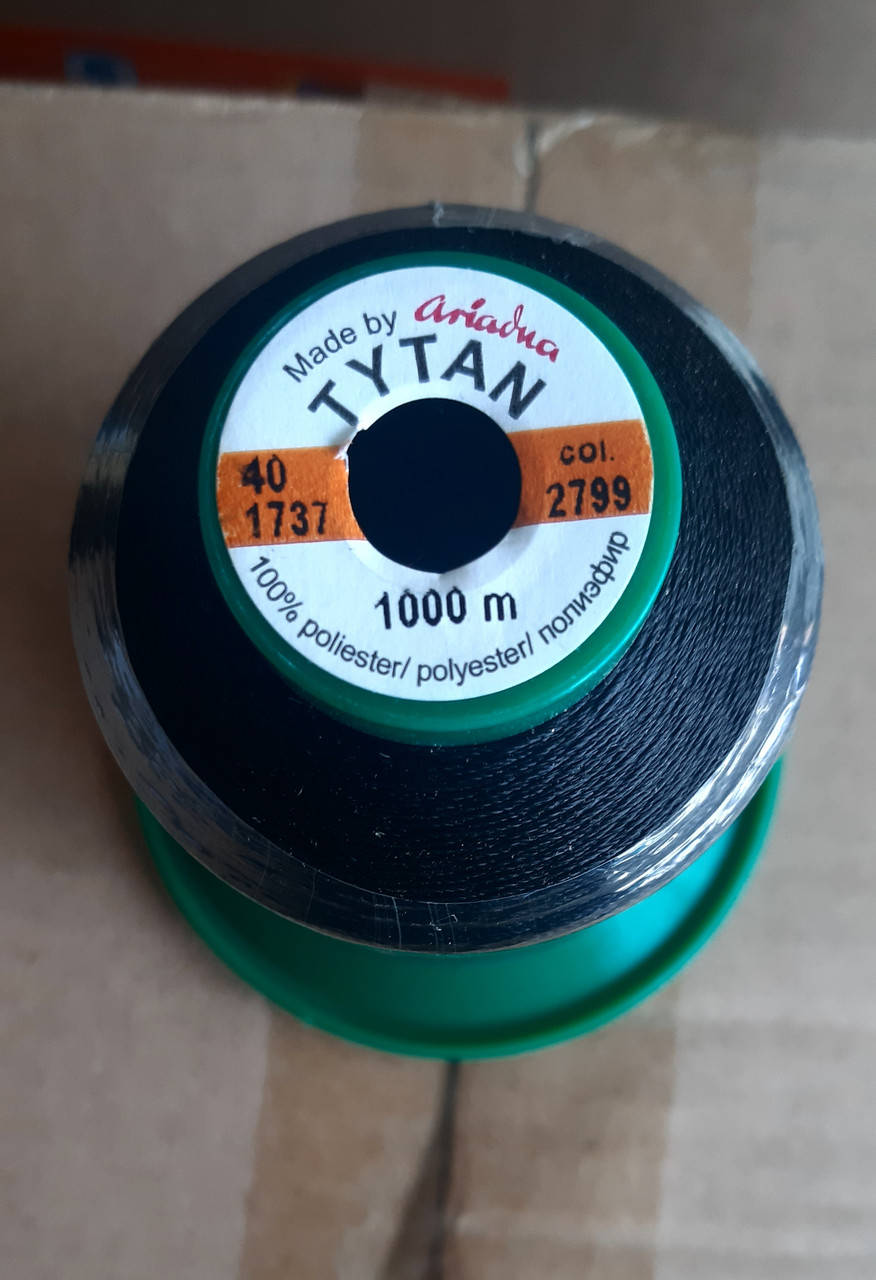 Made by Ariadna
TYTAN
40
1737
col.
2799
1000 m
100% poliester/ polyester/ полиэфир